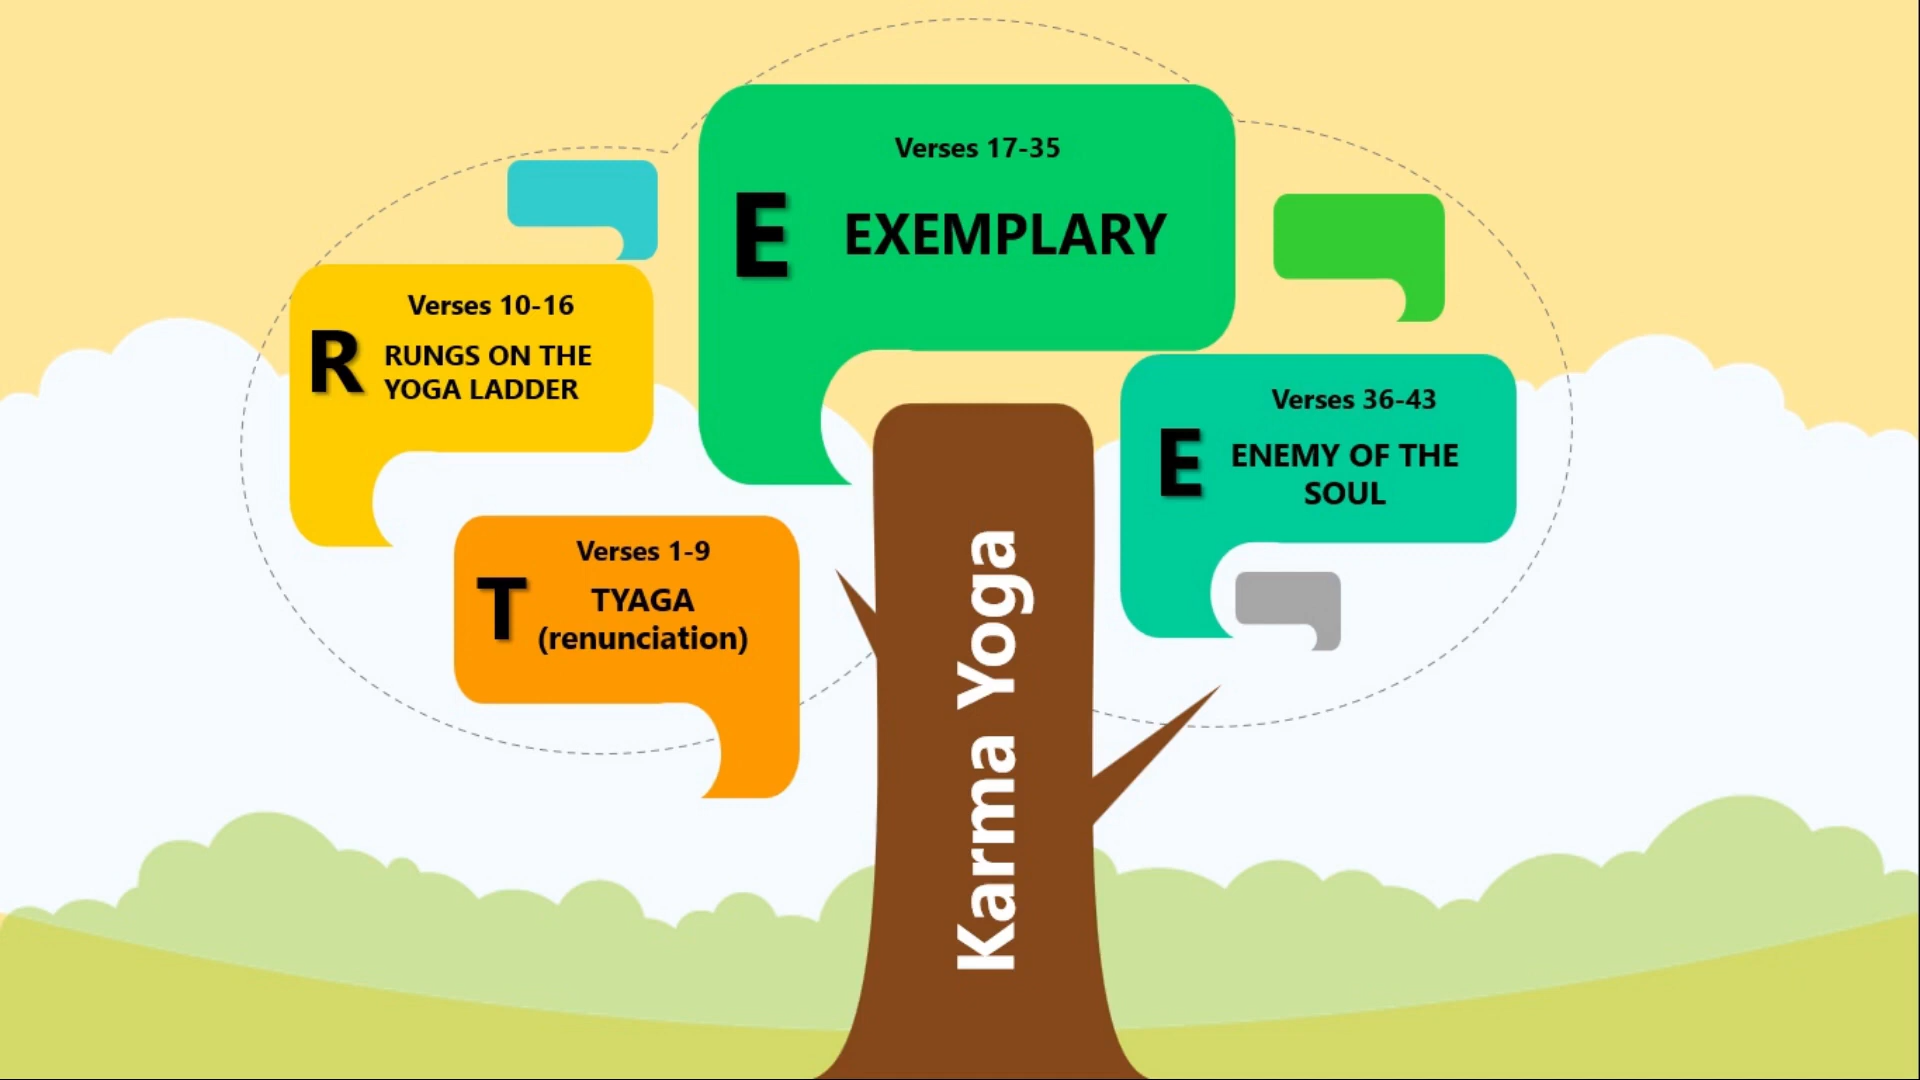 Verses 17-35
E EXEMPLARY
Verses 10-16
R RUNGS ON THE
YOGA LADDER
Verses 36-43
E ENEMY OF THE
SOUL
Verses 1-9
T TYAGA
(renunciation)
Karma Yoga